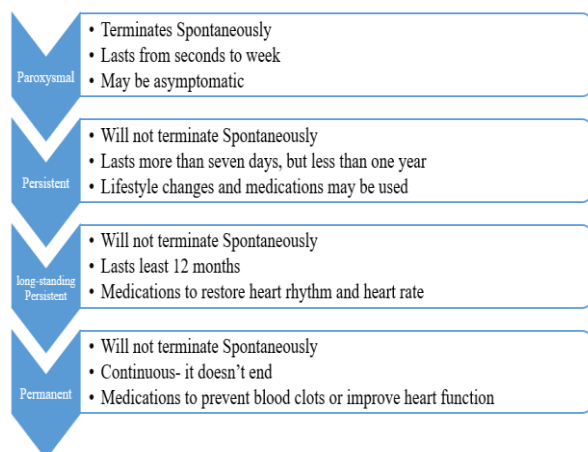 Paroxysmal
• Terminates Spontaneously
• Lasts from seconds to week
• May be asymptomatic
Persistent
• Will not terminate Spontaneously
• Lasts more than seven days, but less than one year
• Lifestyle changes and medications may be used
long-standing
Persistent
• Will not terminate Spontaneously
• Lasts least 12 months
• Medications to restore heart rhythm and heart rate
Permanent
• Will not terminate Spontaneously
• Continuous- it doesn’t end
• Medications to prevent blood clots or improve heart function